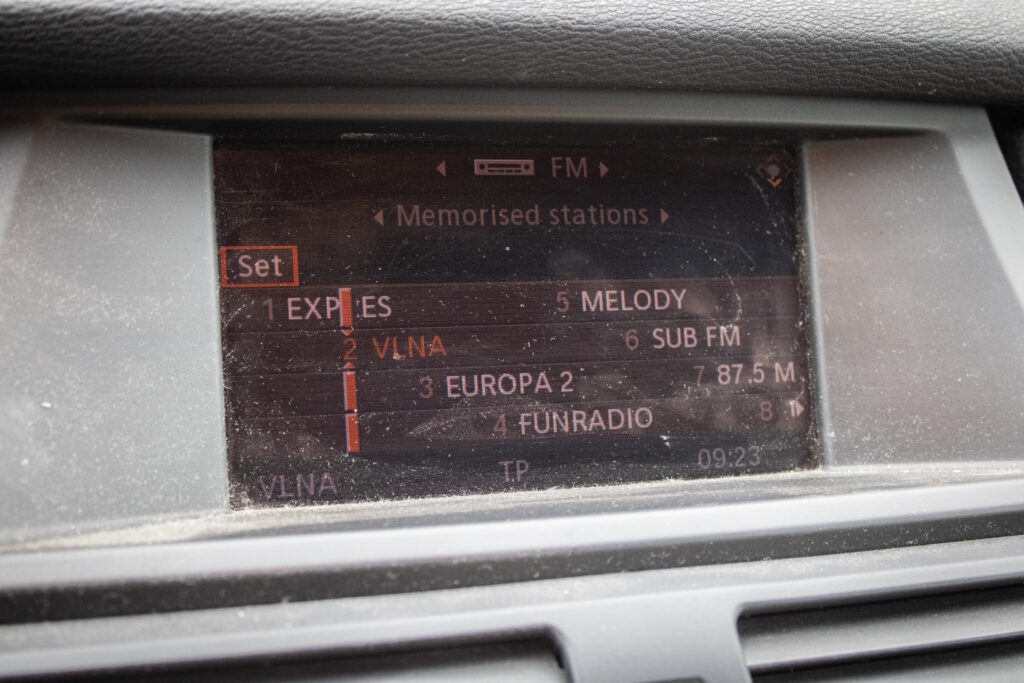 FM
Memorised stations
Set
1 EXP ES 5 MELODY
2 VLNA 6 SUB FM
3 EUROPA 2 7 87.5 M
4 FUNRADIO 8
VLNA TP 09:23